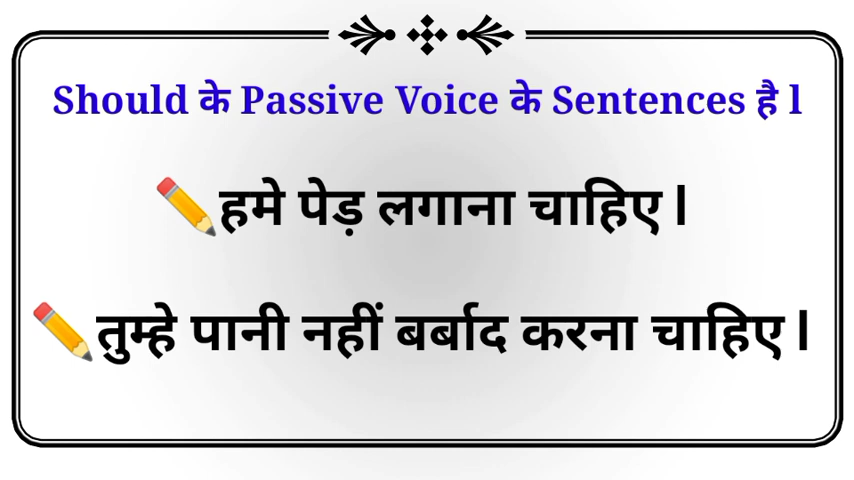 Should के Passive Voice के Sentences है l
हमे पेड़ लगाना चाहिए l
तुम्हे पानी नहीं बर्बाद करना चाहिए l